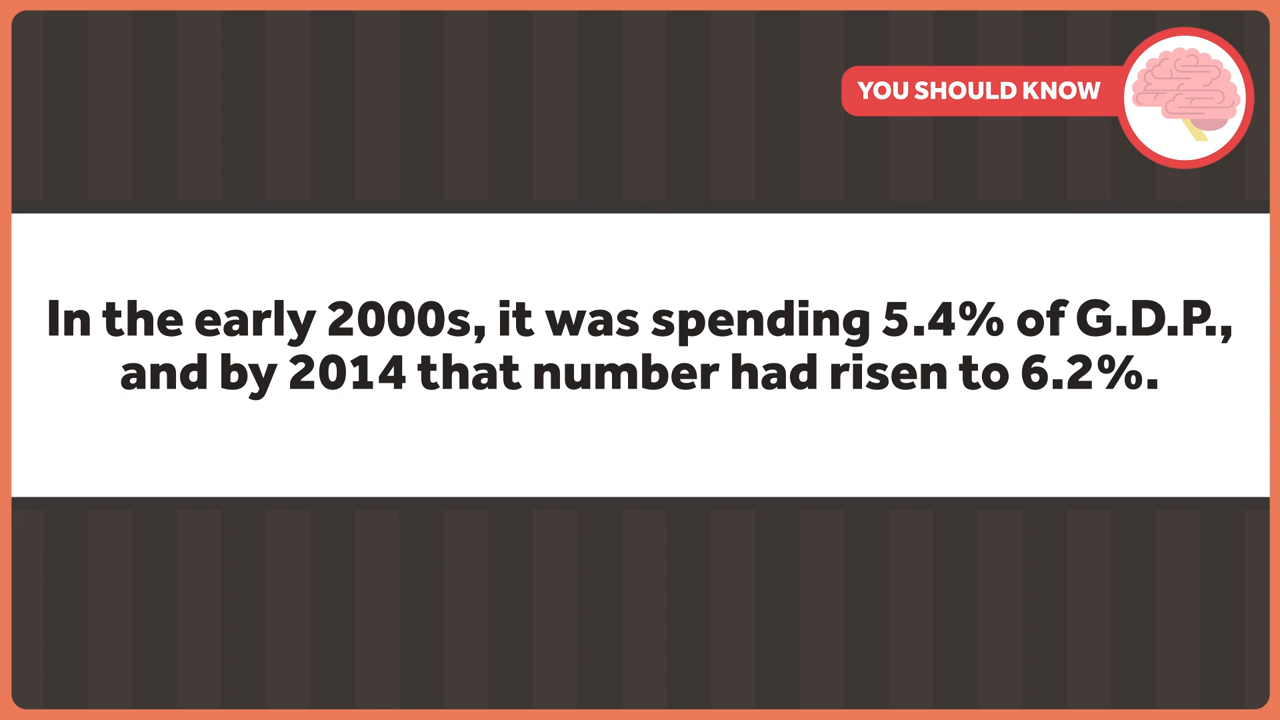 YOU SHOULD KNOW
In the early 2000s, it was spending 5.4% of G.D.P.,
and by 2014 that number had risen to 6.2%.